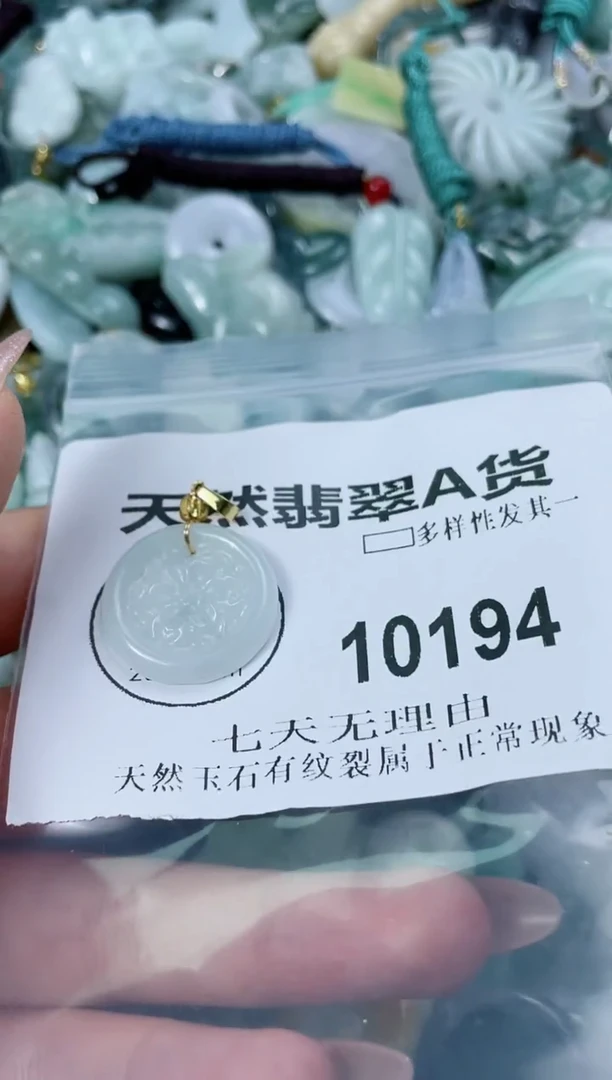 天然翡翠A货
多样性发其一
10194
七天无理由
天然玉石有纹裂属于正常现象